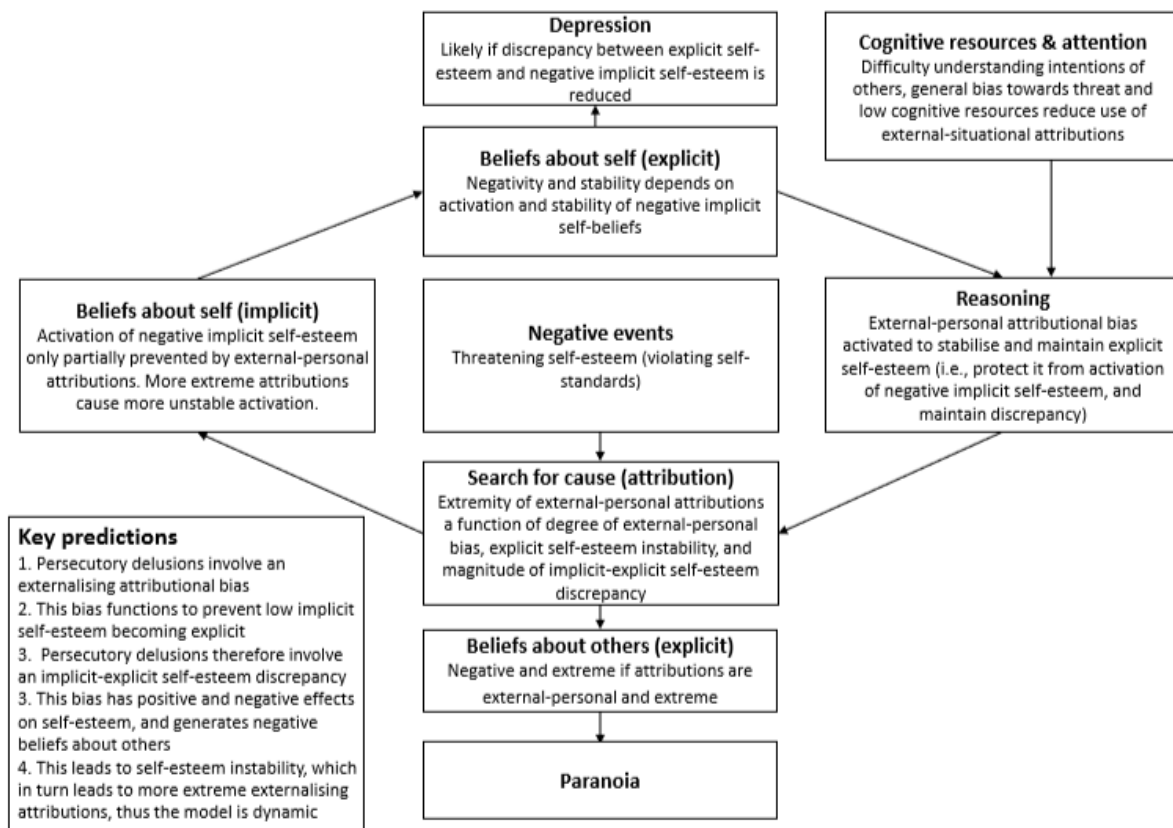 Depression
Likely if discrepancy between explicit self-
esteem and negative implicit self-esteem is
reduced
Cognitive resources & attention
Difficulty understanding intentions of
others, general bias towards threat and
low cognitive resources reduce use of
external-situational attributions
Beliefs about self (explicit)
Negativity and stability depends on
activation and stability of negative implicit
self-beliefs
Beliefs about self (implicit)
Activation of negative implicit self-esteem
only partially prevented by external-personal
attributions. More extreme attributions
cause more unstable activation.
Negative events
Threatening self-esteem (violating self-
standards)
Reasoning
External-personal attributional bias
activated to stabilise and maintain explicit
self-esteem (i.e., protect it from activation
of negative implicit self-esteem, and
maintain discrepancy)
Search for cause (attribution)
Extremity of external-personal attributions
a function of degree of external-personal
bias, explicit self-esteem instability, and
magnitude of implicit-explicit self-esteem
discrepancy
Key predictions
1. Persecutory delusions involve an
externalising attributional bias
2. This bias functions to prevent low implicit
self-esteem becoming explicit
3. Persecutory delusions therefore involve
an implicit-explicit self-esteem discrepancy
3. This bias has positive and negative effects
on self-esteem, and generates negative
beliefs about others
4. This leads to self-esteem instability, which
in turn leads to more extreme externalising
attributions, thus the model is dynamic
Beliefs about others (explicit)
Negative and extreme if attributions are
external-personal and extreme
Paranoia